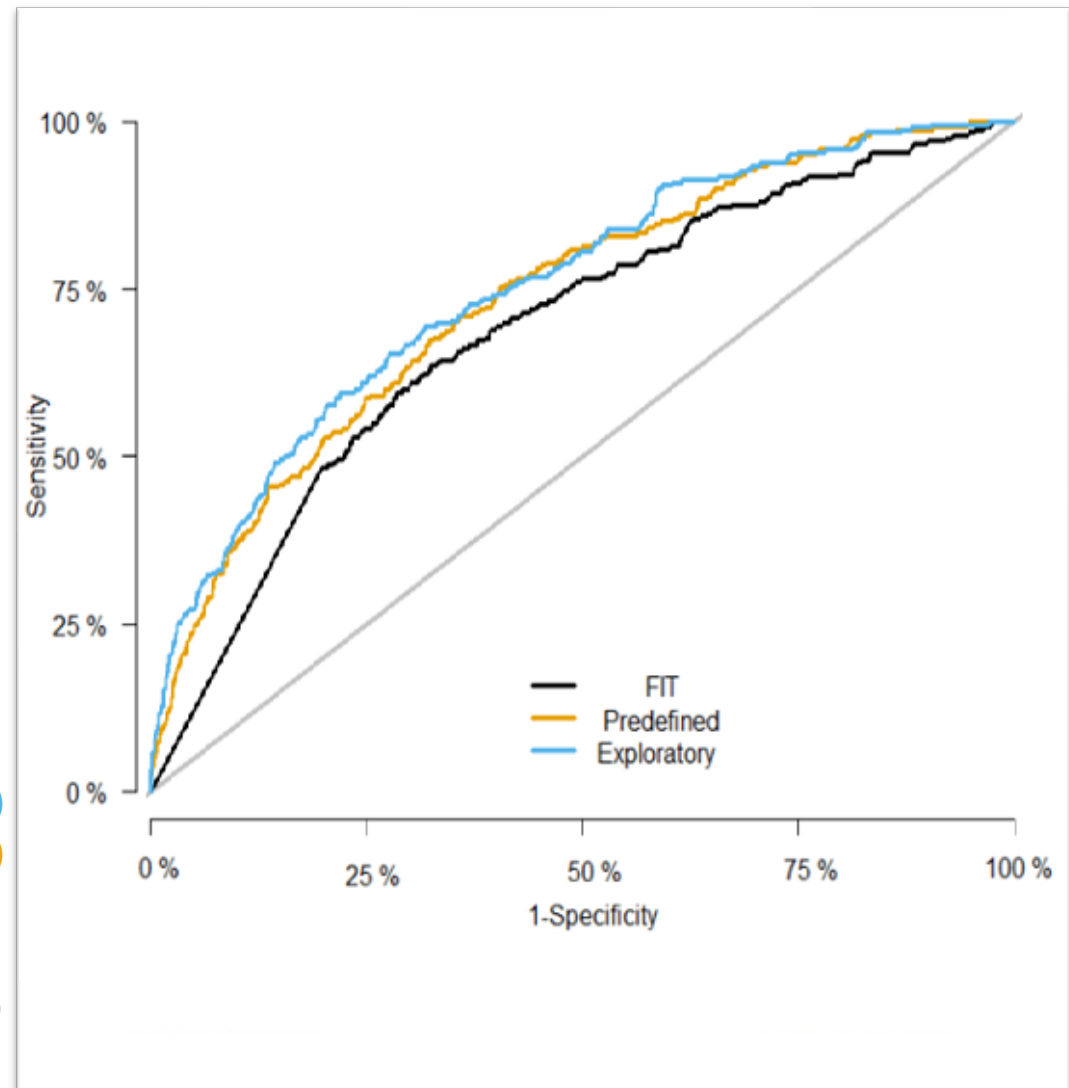 100 %
75 %
50 %
25 %
0 %
Sensitivity
FIT
Predefined
Exploratory
0 %
25 %
50 %
75 %
100 %
1-Specificity